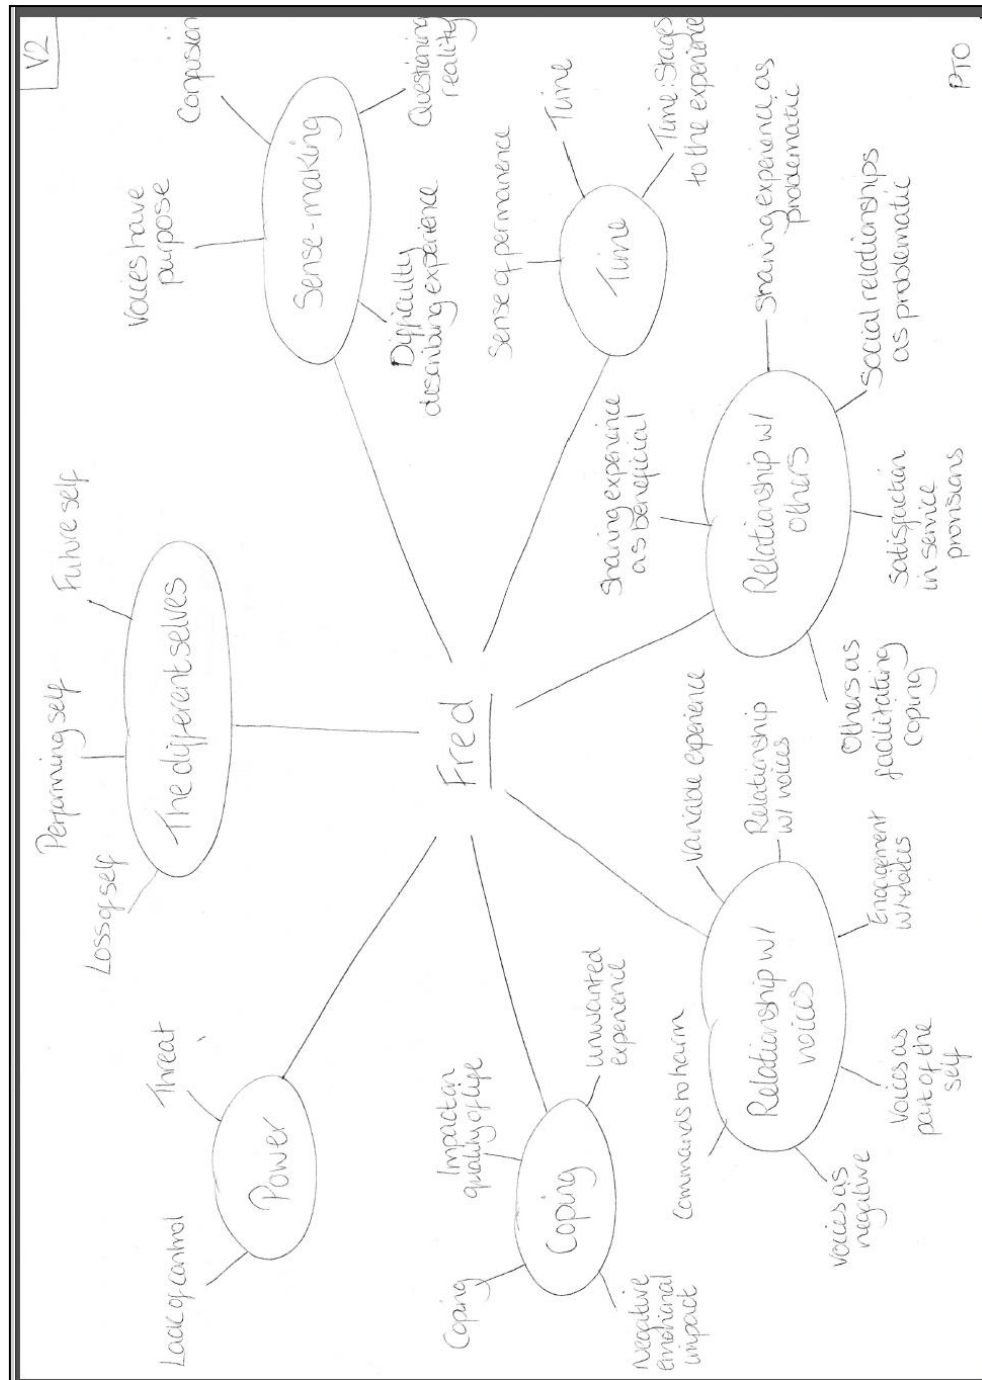 V2
Lack of control
Threat
Power
Loss of self
Performing self
Future self
The different selves
Voices have
purpose
Confusion
Sense-making
Difficulty
describing experience
Questioning
reality
Fred
Coping
Impact on
quality of life
Coping
Negative
emotional
impact
Unwanted
experience
Sense of permanence
Time
Time
Time: Stages
to the experience
Sharing experience
as beneficial
Relationship w/
Others
Sharing experience as
problematic
Others as
facilitating
coping
Satisfaction
in service
provisions
Social relationships
as problematic
Commands to harm
Variable experience
Relationship w/
voices
Relationship
w/ voices
Voices as
negative
Voices as
part of the
self
Engagement
w/ voices
PTO